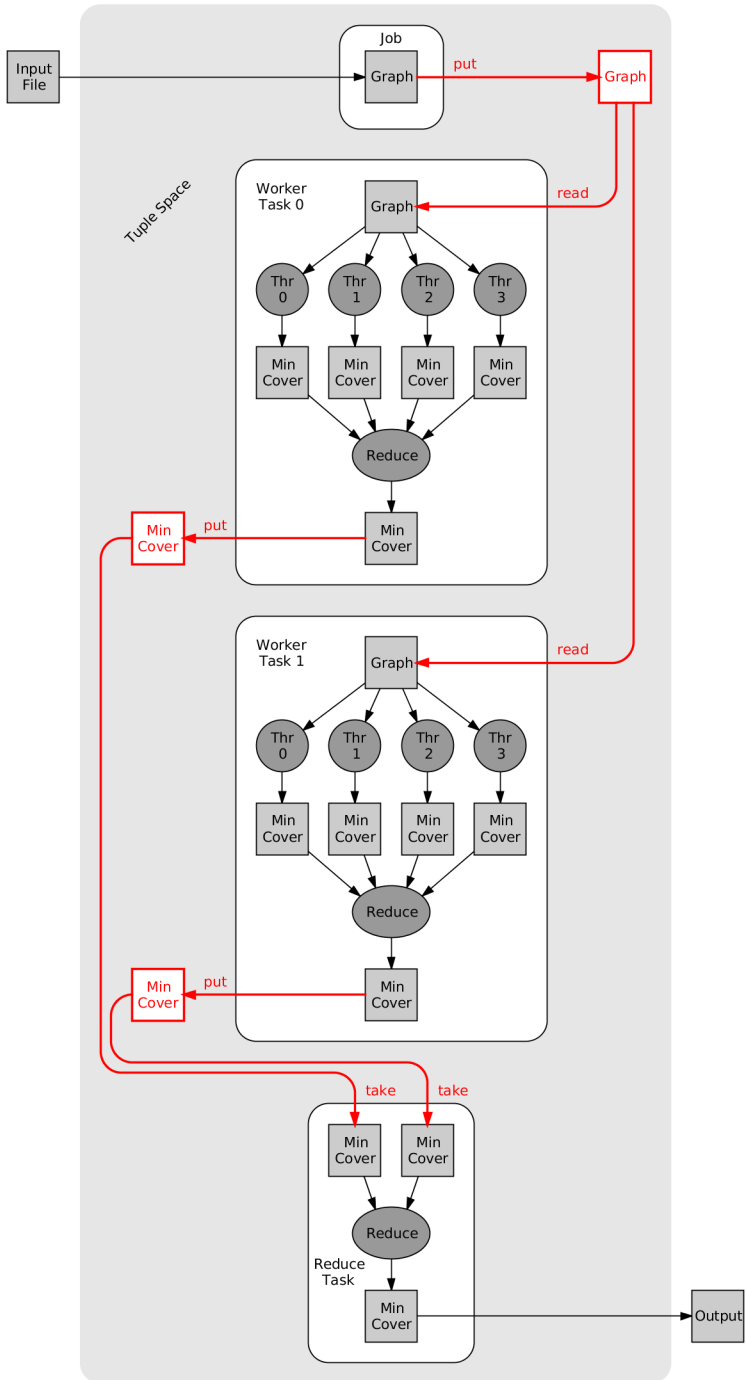 Job
Input
File
Graph
put
Graph
Tuple Space
Worker
Task 0
Graph
read
Thr
0
Thr
1
Thr
2
Thr
3
Min
Cover
Min
Cover
Min
Cover
Min
Cover
Reduce
Min
Cover
put
Min
Cover
Worker
Task 1
Graph
read
Thr
0
Thr
1
Thr
2
Thr
3
Min
Cover
Min
Cover
Min
Cover
Min
Cover
Reduce
Min
Cover
put
Min
Cover
take
take
Min
Cover
Min
Cover
Reduce
Reduce
Task
Min
Cover
Output